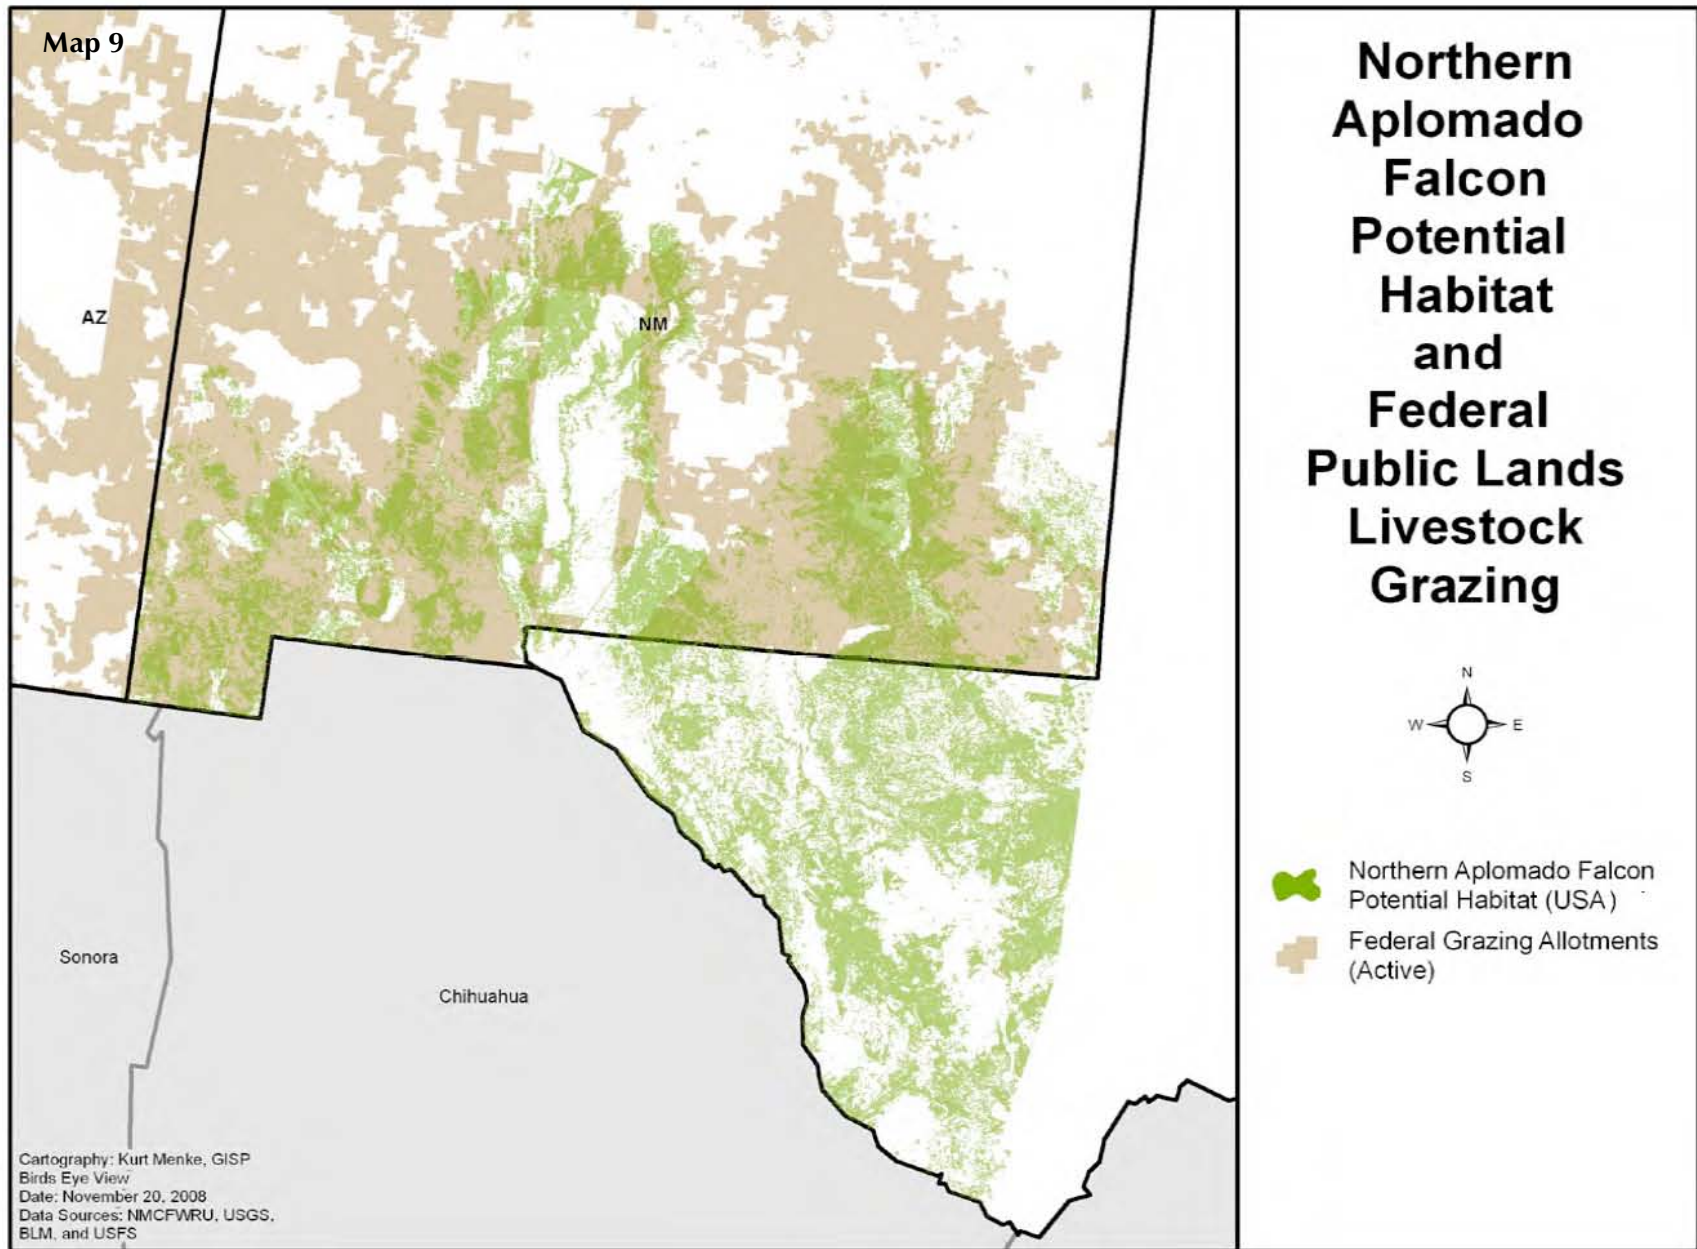 Map 9
Northern
Aplomado
Falcon
Potential
Habitat
and
Federal
Public Lands
Livestock
Grazing
AZ
NM
Sonora
Chihuahua
N
W
E
S
Northern Aplomado Falcon
Potential Habitat (USA)
Federal Grazing Allotments
(Active)
Cartography: Kurt Menke, GISP
Birds Eye View
Date: November 20, 2008
Data Sources: NMCFWRU, USGS,
BLM, and USFS